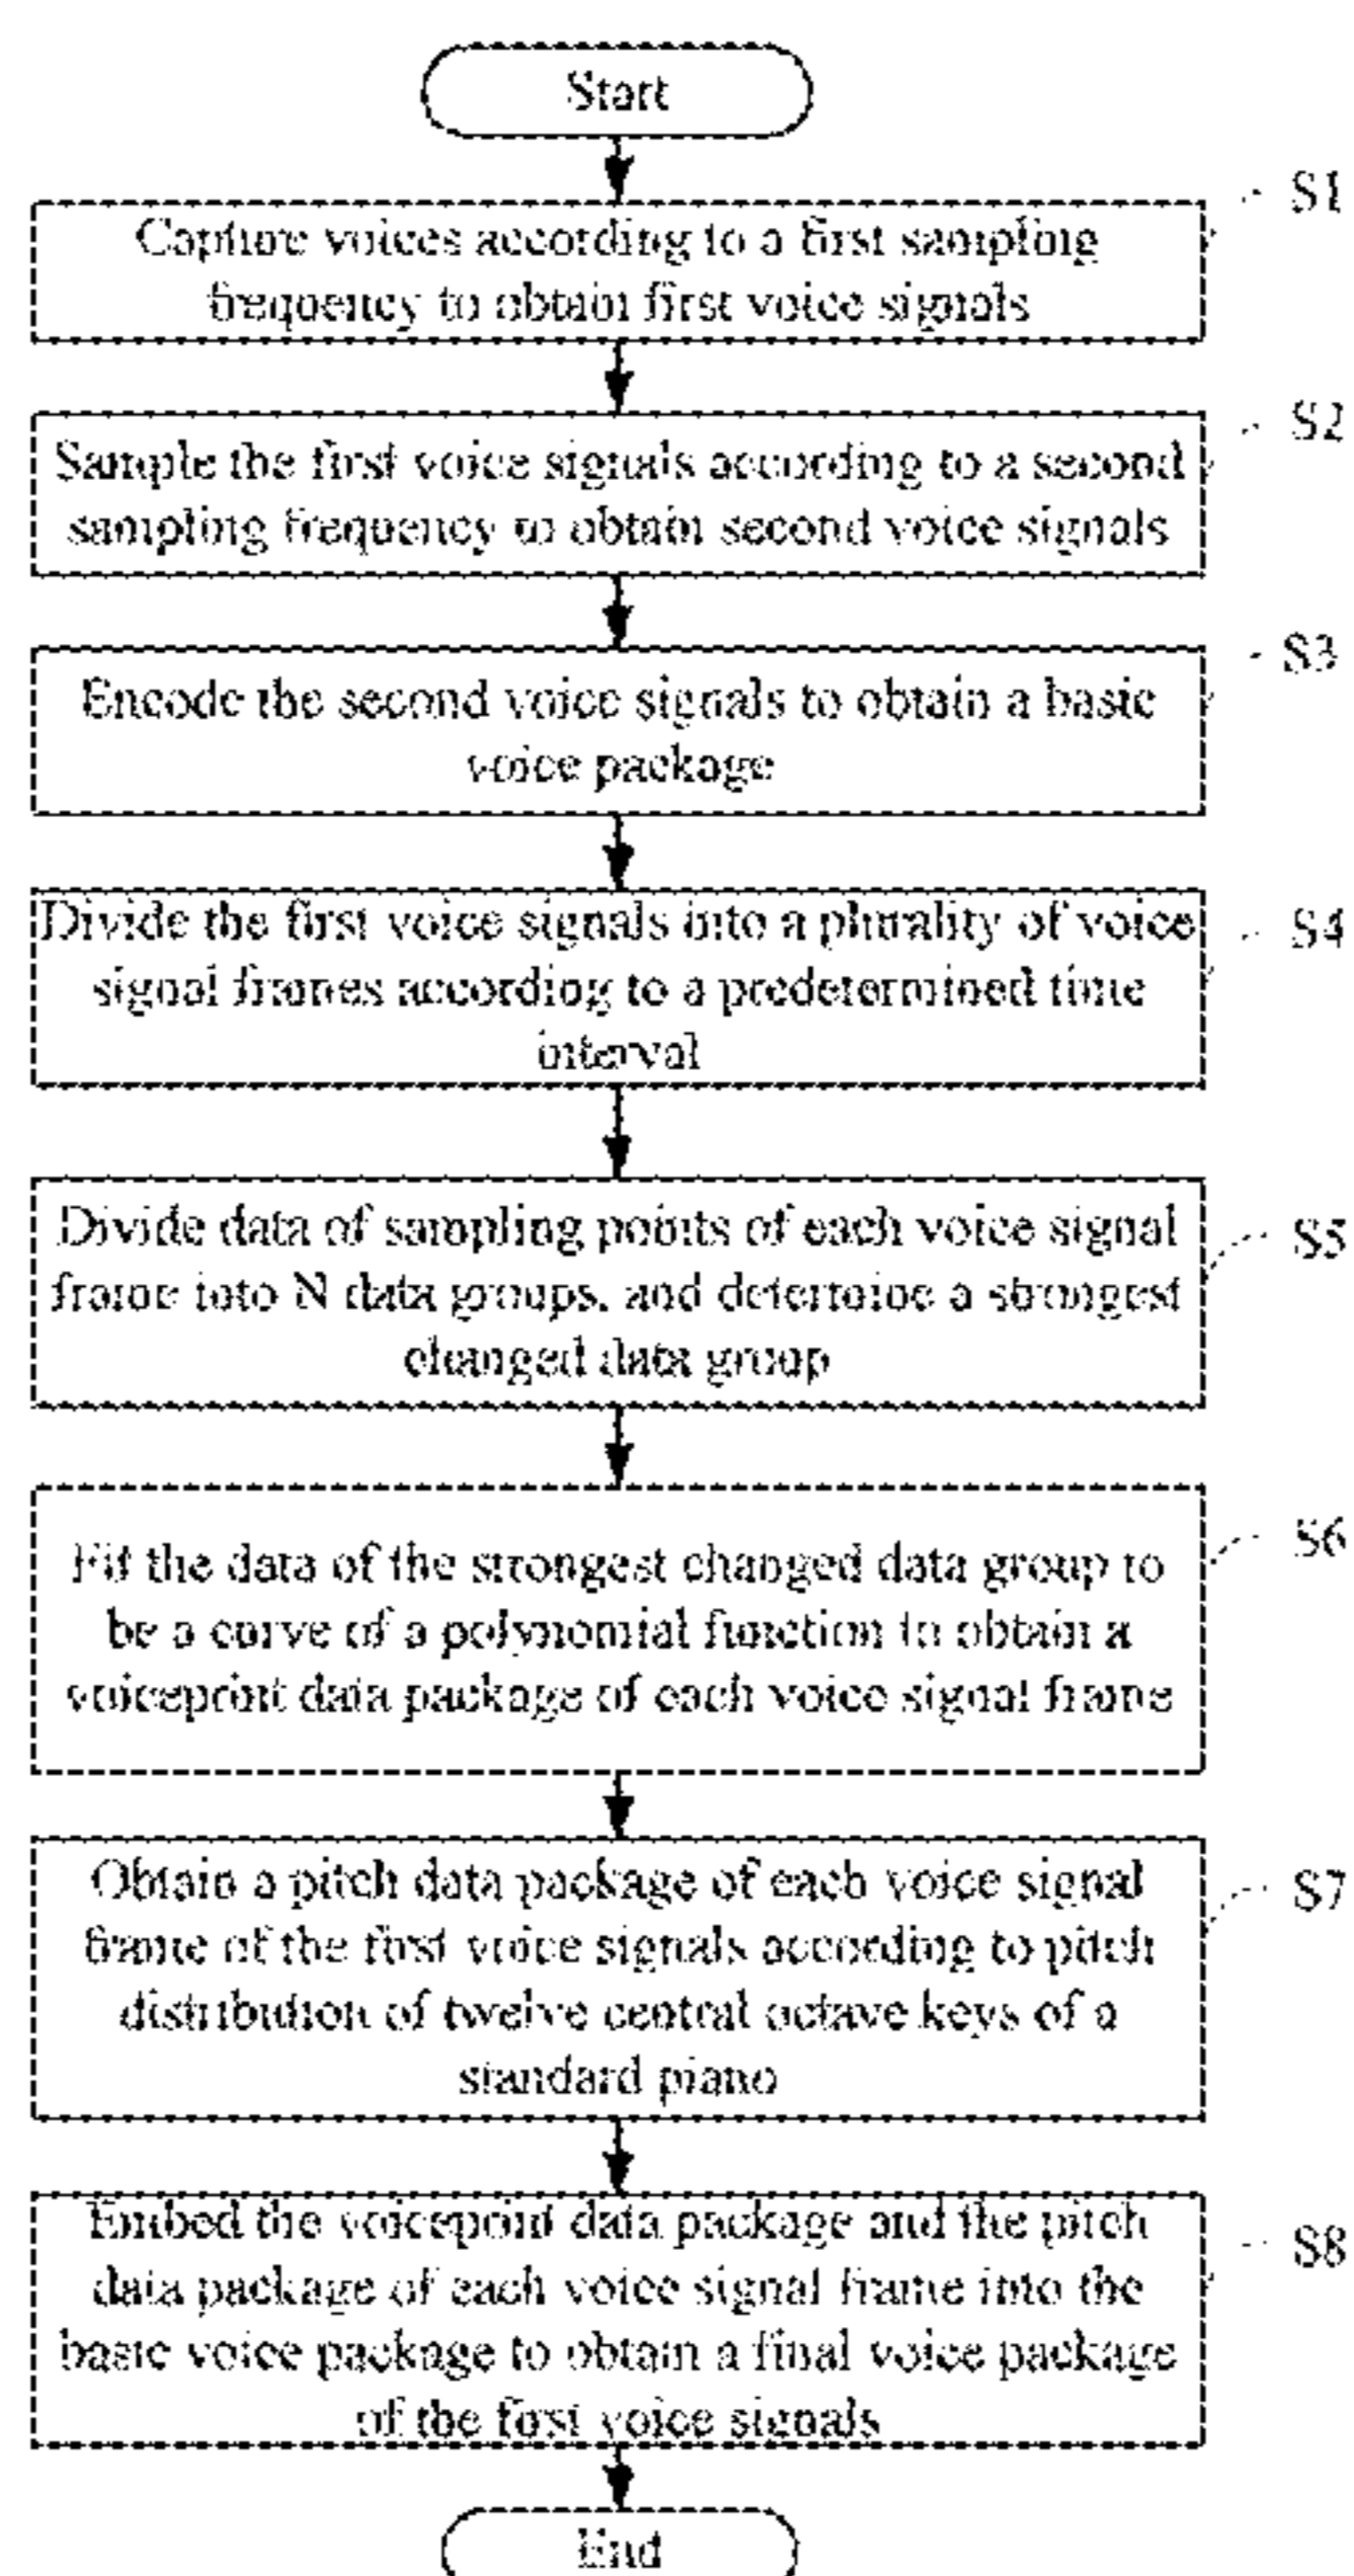 Start
S1
Capture voices according to a first sampling
frequency to obtain first voice signals
S2
Sample the first voice signals according to a second
sampling frequency to obtain second voice signals
S3
Encode the second voice signals to obtain a basic
voice package
S4
Divide the first voice signals into a plurality of voice
signal frames according to a predetermined time
interval
S5
Divide data of sampling points of each voice signal
frame into N data groups, and determine a strongest
changed data group
S6
Fit the data of the strongest changed data group to
be a curve of a polynomial function to obtain a
voiceprint data package of each voice signal frame
S7
Obtain a pitch data package of each voice signal
frame of the first voice signals according to pitch
distribution of twelve central octave keys of a
standard piano
S8
Embed the voicepoint data package and the pitch
data package of each voice signal frame into the
basic voice package to obtain a final voice package
of the first voice signals
End